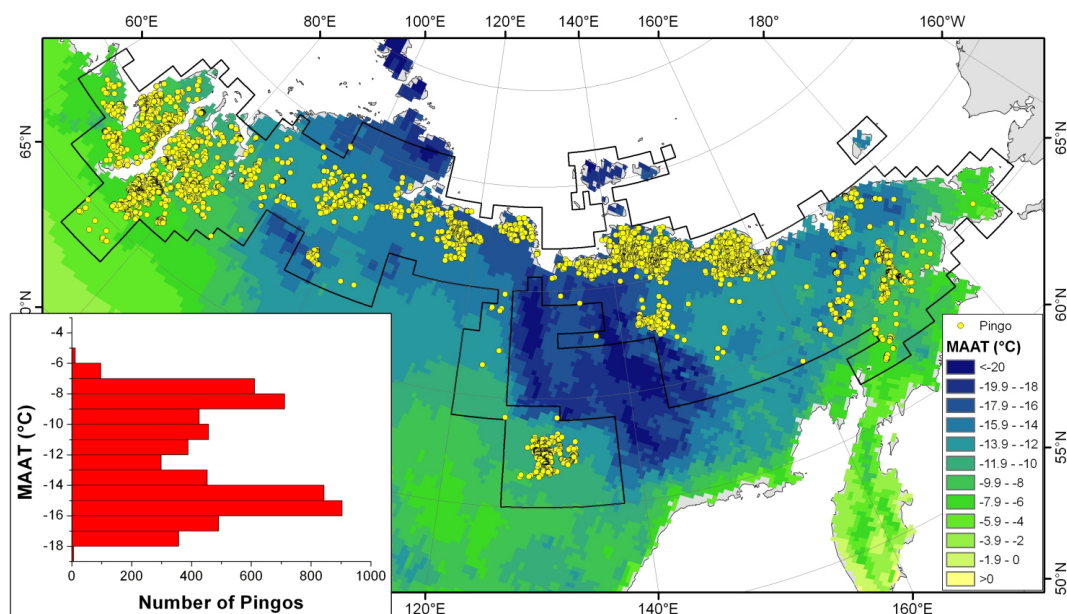 60°E 80°E 100°E 120°E 140°E 160°E 180°E 160°W
65°N
0°N
65°N
60°N
55°N
50°N
120°E 140°E 160°E
MAAT (°C)
-4
-6
-8
-10
-12
-14
-16
-18
0 200 400 600 800 1000
Number of Pingos
Pingo
MAAT (°C)
<-20
-19.9 - -18
-17.9 - -16
-15.9 - -14
-13.9 - -12
-11.9 - -10
-9.9 - -8
-7.9 - -6
-5.9 - -4
-3.9 - -2
-1.9 - 0
>0